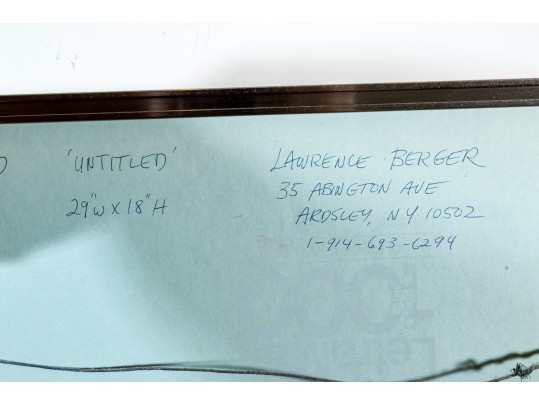 'UNTITLED'
29"W X 18"H
LAWRENCE BERGER
35 ABINGTON AVE
ARDSLEY, NY 10502
1-914-693-6294